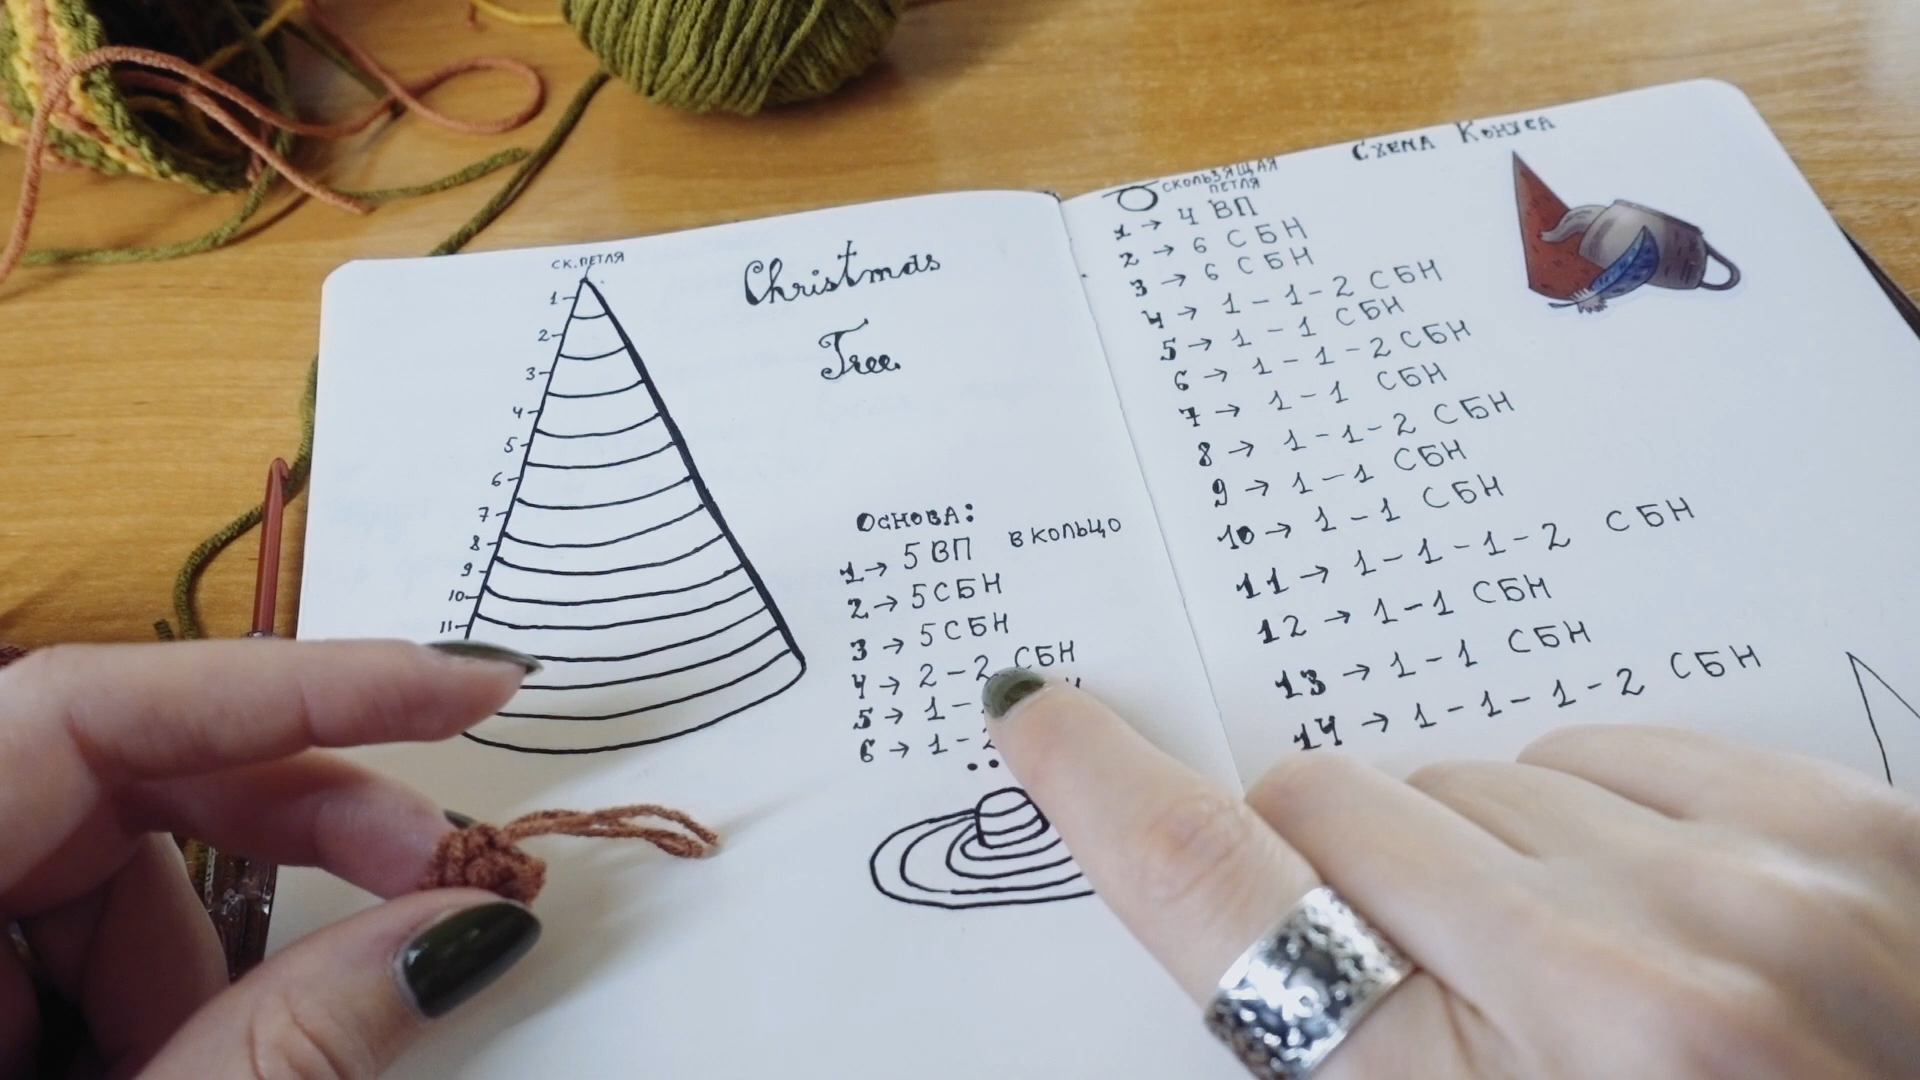 СК.ПЕТЛЯ
1
2
3
4
5
6
7
8
9
10
11
Christmas
Tree
ОСНОВА:
1→ 5 ВП В КОЛЬЦО
2→ 5 СБН
3→ 5 СБН
4→ 2-2 СБН
5→ 1-
6→ 1-2
СХЕМА КОНУСА
СКОЛЬЗЯЩАЯ
ПЕТЛЯ
1→ 4 ВП
2→ 6 СБН
3→ 6 СБН
4→ 1-1-2 СБН
5→ 1-1 СБН
6→ 1-1-2 СБН
7→ 1-1 СБН
8→ 1-1-2 СБН
9→ 1-1 СБН
10→ 1-1 СБН
11→ 1-1-1-2 СБН
12→ 1-1 СБН
13→ 1-1 СБН
14→ 1-1-1-2 СБН